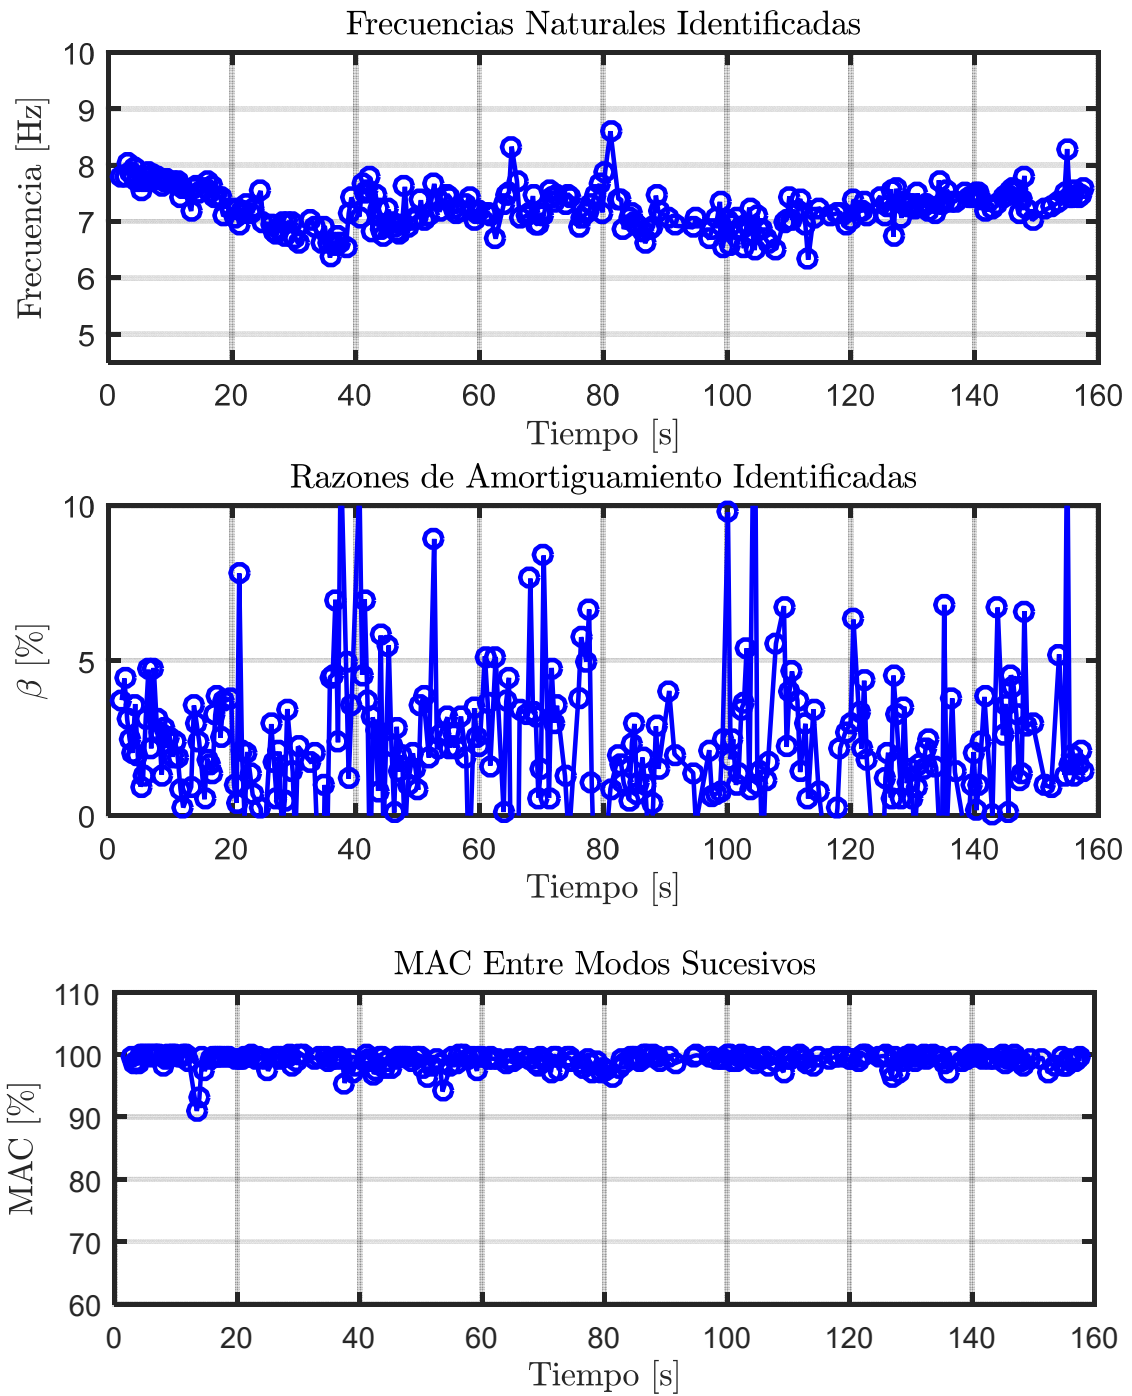 Frecuencias Naturales Identificadas
10
9
8
7
6
5
Frecuencia [Hz]
0 20 40 60 80 100 120 140 160
Tiempo [s]
Razones de Amortiguamiento Identificadas
10
5
0
β [%]
0 20 40 60 80 100 120 140 160
Tiempo [s]
MAC Entre Modos Sucesivos
110
100
90
80
70
60
MAC [%]
0 20 40 60 80 100 120 140 160
Tiempo [s]